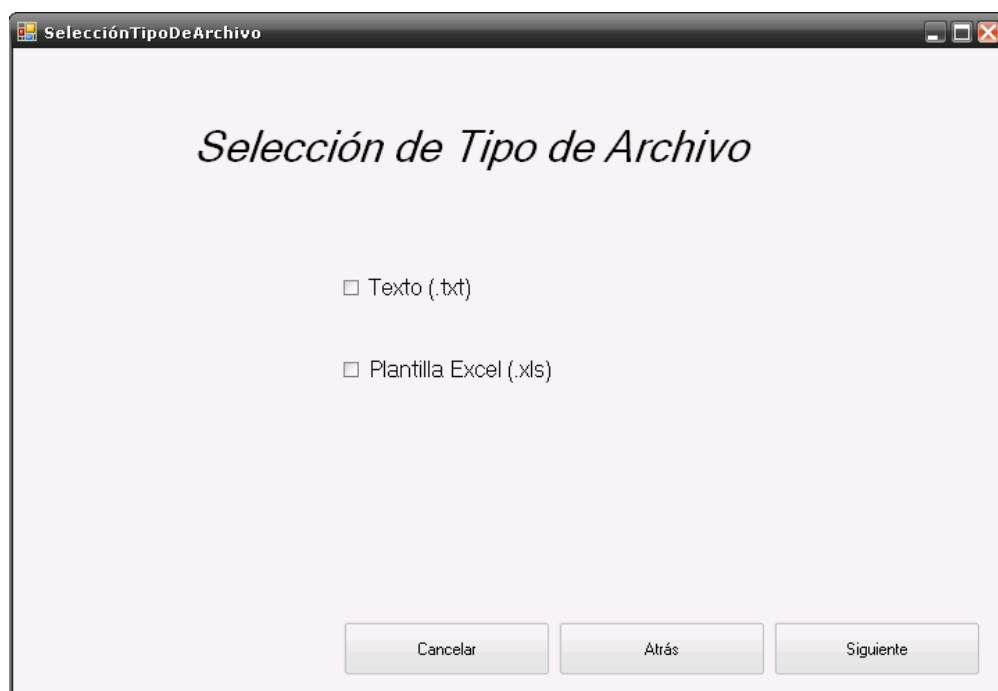 SelecciónTipoDeArchivo
Selección de Tipo de Archivo
Texto (.txt)
Plantilla Excel (.xls)
Cancelar
Atrás
Siguiente